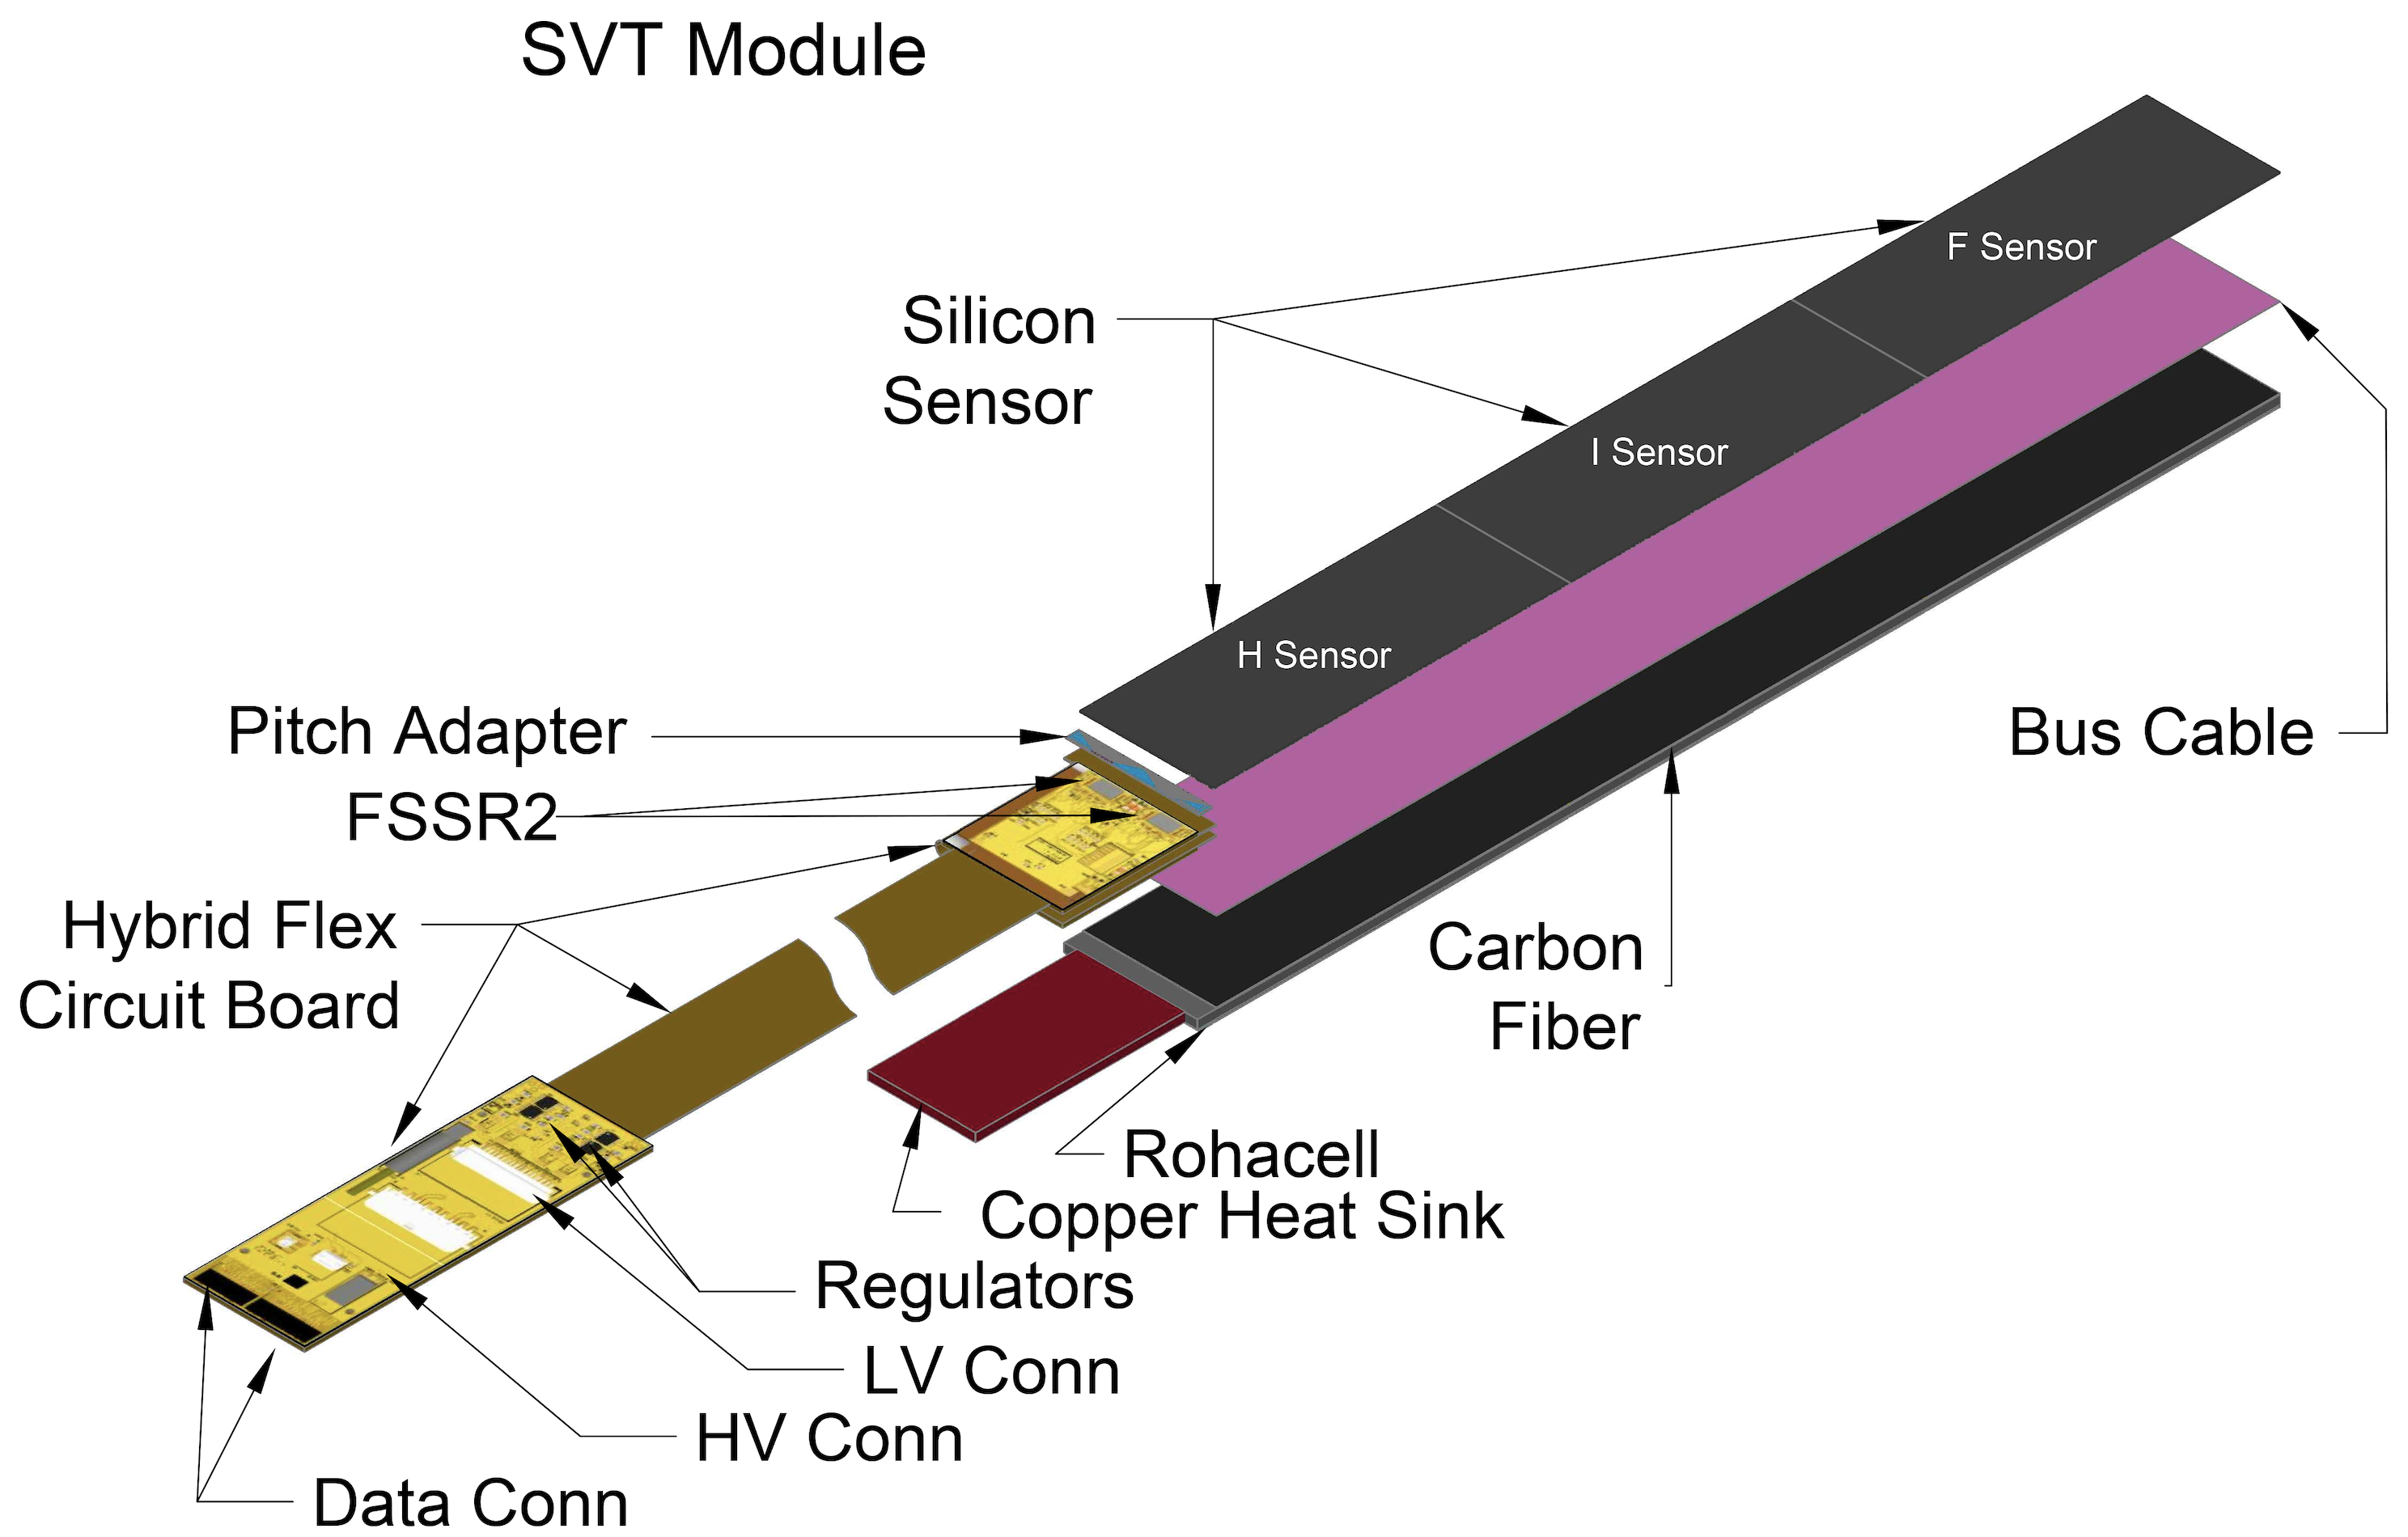 SVT Module
F Sensor
Silicon
Sensor
I Sensor
H Sensor
Pitch Adapter
Bus Cable
FSSR2
Hybrid Flex
Circuit Board
Carbon
Fiber
Rohacell
Copper Heat Sink
Regulators
LV Conn
HV Conn
Data Conn